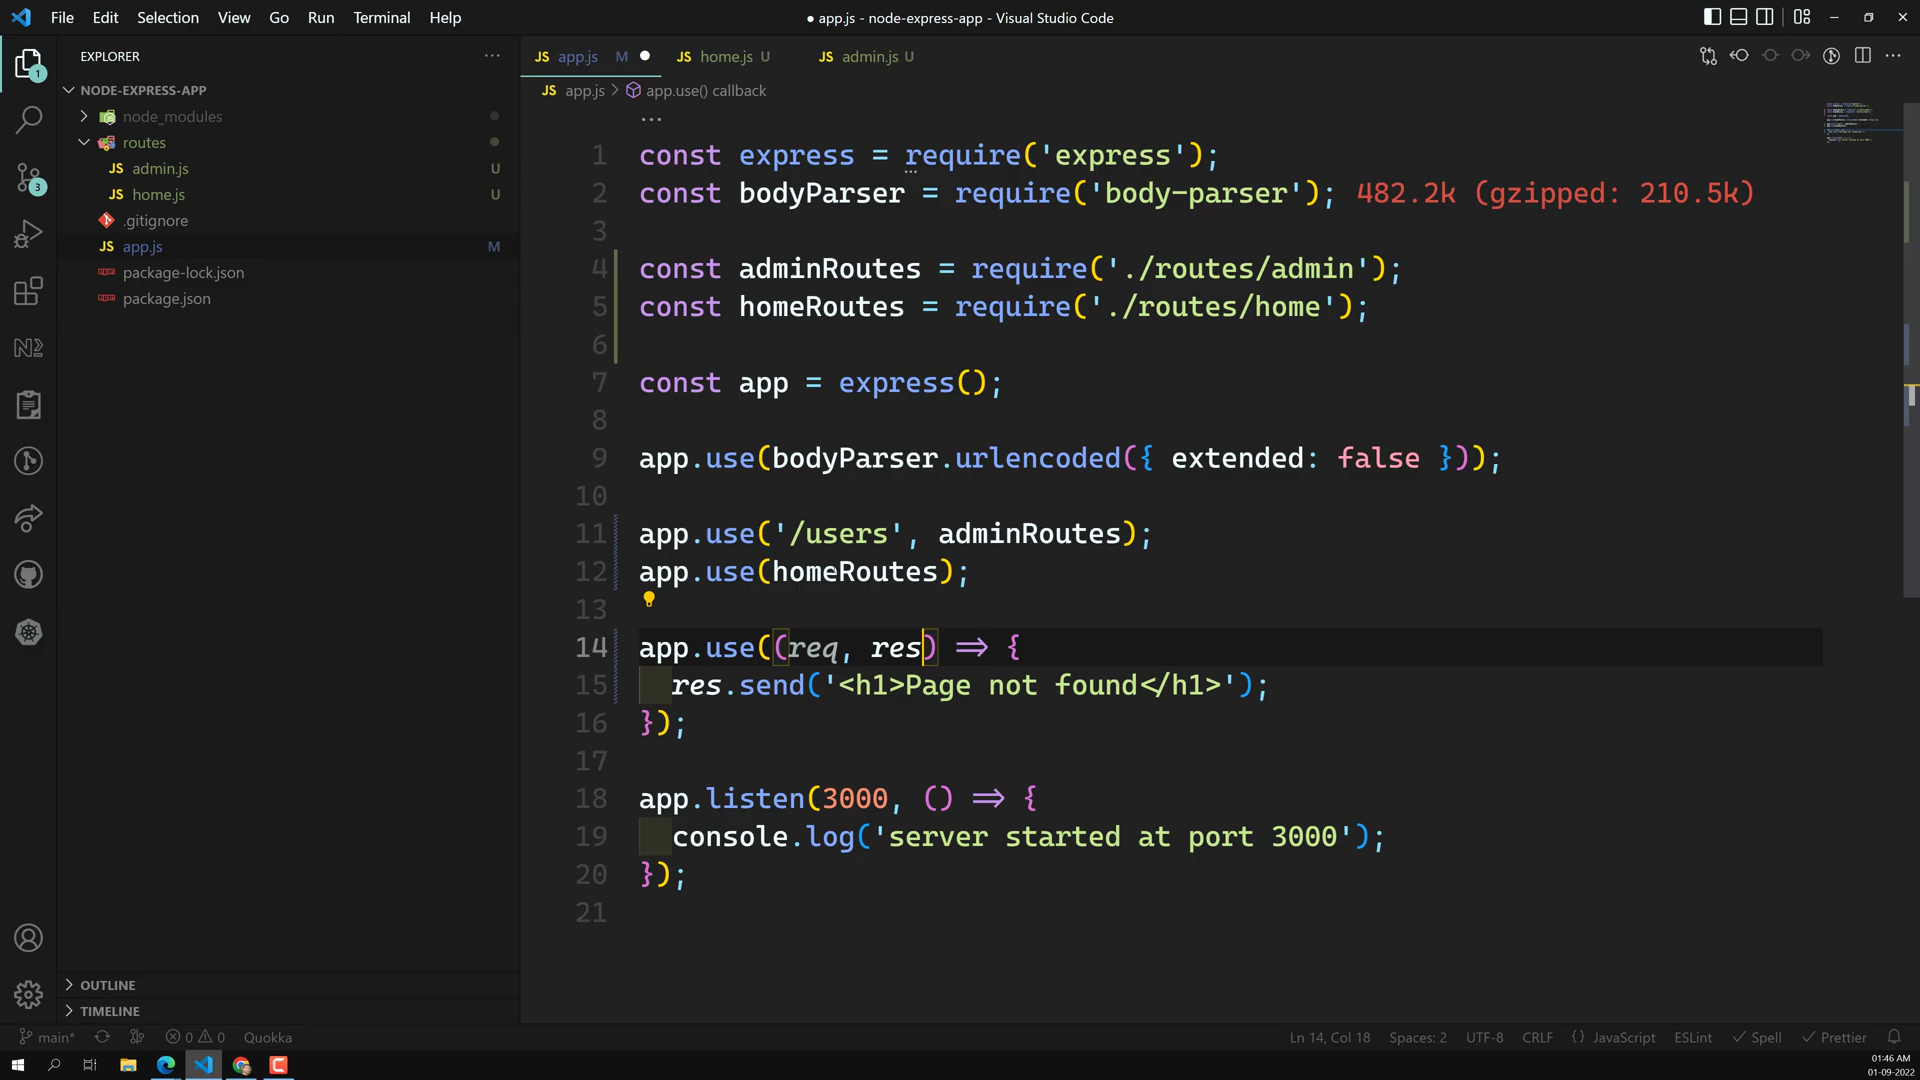 File Edit Selection View Go Run Terminal Help
● app.js - node-express-app - Visual Studio Code
EXPLORER
NODE-EXPRESS-APP
node_modules
routes
JS admin.js U
JS home.js U
.gitignore
JS app.js M
package-lock.json
package.json
OUTLINE
TIMELINE
1
3
JS app.js M
JS home.js U
JS admin.js U
JS app.js > app.use() callback
1 const express = require('express');
2 const bodyParser = require('body-parser'); 482.2k (gzipped: 210.5k)
3
4 const adminRoutes = require('./routes/admin');
5 const homeRoutes = require('./routes/home');
6
7 const app = express();
8
9 app.use(bodyParser.urlencoded({ extended: false }));
10
11 app.use('/users', adminRoutes);
12 app.use(homeRoutes);
13
14 app.use((req, res) => {
15 res.send('<h1>Page not found</h1>');
16 });
17
18 app.listen(3000, () => {
19 console.log('server started at port 3000');
20 });
21
main* 0 0 Quokka
Ln 14, Col 18 Spaces: 2 UTF-8 CRLF {} JavaScript ESLint Spell Prettier
01:46 AM
01-09-2022